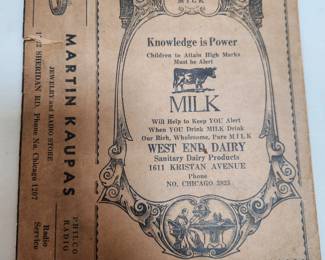 MILK
Knowledge is Power
Children to Attain High Marks
Must be Alert
MILK
Will Help to Keep YOU Alert
When YOU Drink MILK Drink
Our Rich, Wholesome, Pure MILK
WEST END DAIRY
Sanitary Dairy Products
1611 KRISTAN AVENUE
Phone
NO. CHICAGO 3923
MARTIN KAUPAS
JEWELRY and RADIO STORE
SHERIDAN RD. Phone No. Chicago 1207
PHILCO
RADIO
Radio
Service